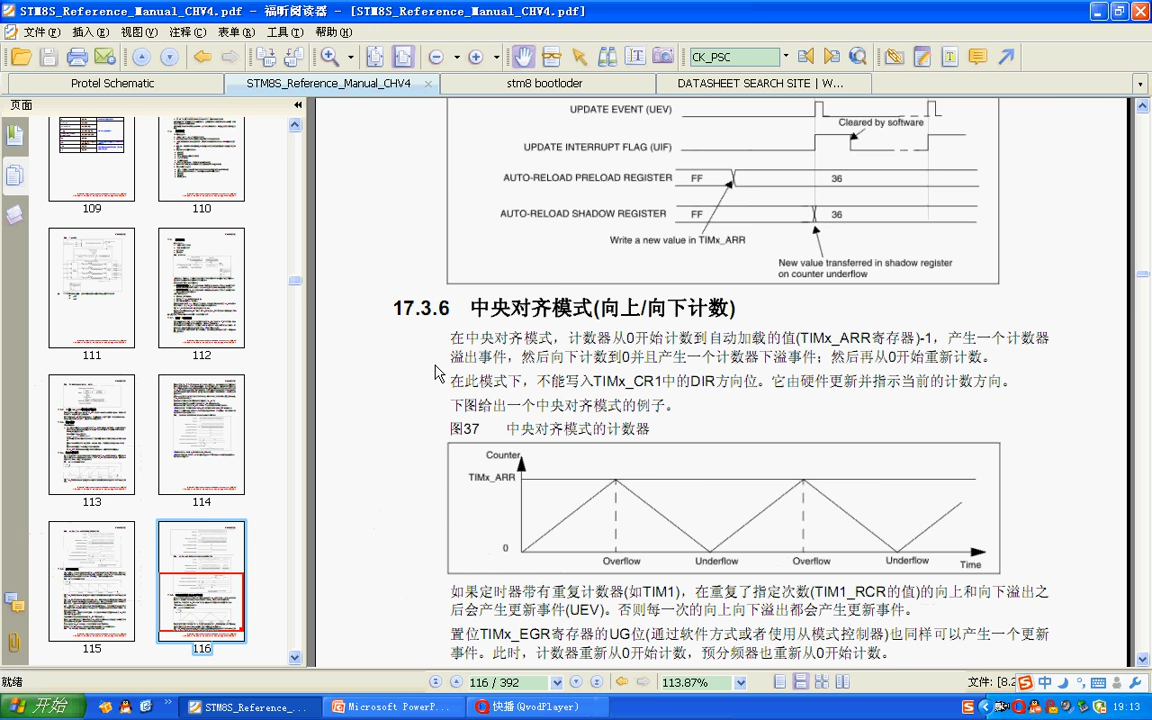 STM8S_Reference_Manual_CHV4.pdf - 福昕阅读器 - [STM8S_Reference_Manual_CHV4.pdf]
文件(F) 插入(I) 视图(V) 注释(C) 表单(R) 工具(T) 帮助(H)
CK_PSC
Protel Schematic STM8S_Reference_Manual_CHV4 stm8 bootloder DATASHEET SEARCH SITE | W...
页面
109 110
111 112
113 114
115 116
UPDATE EVENT (UEV)
Cleared by software
UPDATE INTERRUPT FLAG (UIF)
AUTO-RELOAD PRELOAD REGISTER FF 36
AUTO-RELOAD SHADOW REGISTER FF 36
Write a new value in TIMx_ARR
New value transferred in shadow register
on counter underflow
17.3.6 中央对齐模式(向上/向下计数)
在中央对齐模式，计数器从0开始计数到自动加载的值(TIMx_ARR寄存器)-1，产生一个计数器
溢出事件，然后向下计数到0并且产生一个计数器下溢事件；然后再从0开始重新计数。
在此模式下，不能写入TIMx_CR1中的DIR方向位。它由硬件更新并指示当前的计数方向。
下图给出一个中央对齐模式的例子。
图37 中央对齐模式的计数器
Counter
TIMx_ARR
0
Overflow Underflow Overflow Underflow Time
如果定时器带有重复计数器(如TIM1)，在重复了指定次数(TIM1_RCR的值)的向上和向下溢出之
后会产生更新事件(UEV)。否则每一次的向上向下溢出都会产生更新事件。
置位TIMx_EGR寄存器的UG位(通过软件方式或者使用从模式控制器)也同样可以产生一个更新
事件。此时，计数器重新从0开始计数，预分频器也重新从0开始计数。
就绪 116 / 392 113.87% 文件: [8.2
中
开始 STM8S_Reference_... Microsoft PowerP... 快播(QvodPlayer) 19:13